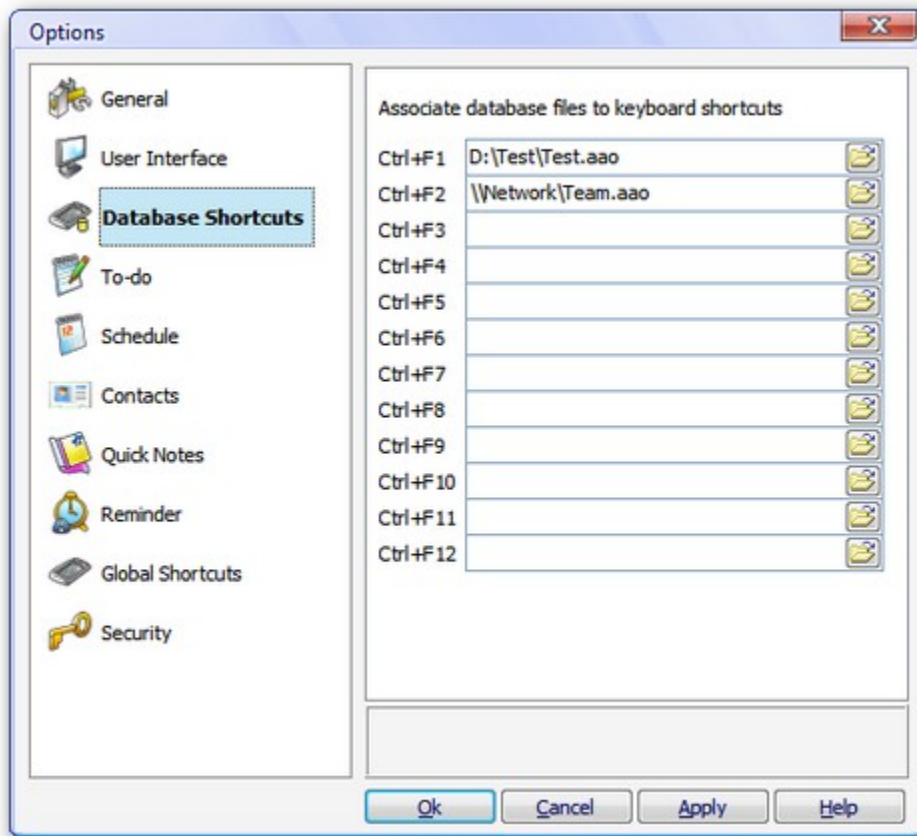 Options
General
User Interface
Database Shortcuts
To-do
Schedule
Contacts
Quick Notes
Reminder
Global Shortcuts
Security
Associate database files to keyboard shortcuts
Ctrl+F1 D:\Test\Test.aao
Ctrl+F2 \\Network\Team.aao
Ctrl+F3
Ctrl+F4
Ctrl+F5
Ctrl+F6
Ctrl+F7
Ctrl+F8
Ctrl+F9
Ctrl+F10
Ctrl+F11
Ctrl+F12
Ok Cancel Apply Help